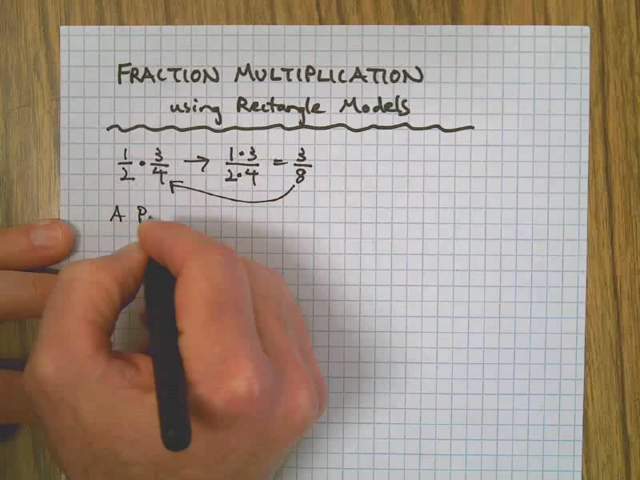 FRACTION MULTIPLICATION
using Rectangle Models
1/2 • 3/4 → 1•3/2•4 = 3/8
A P